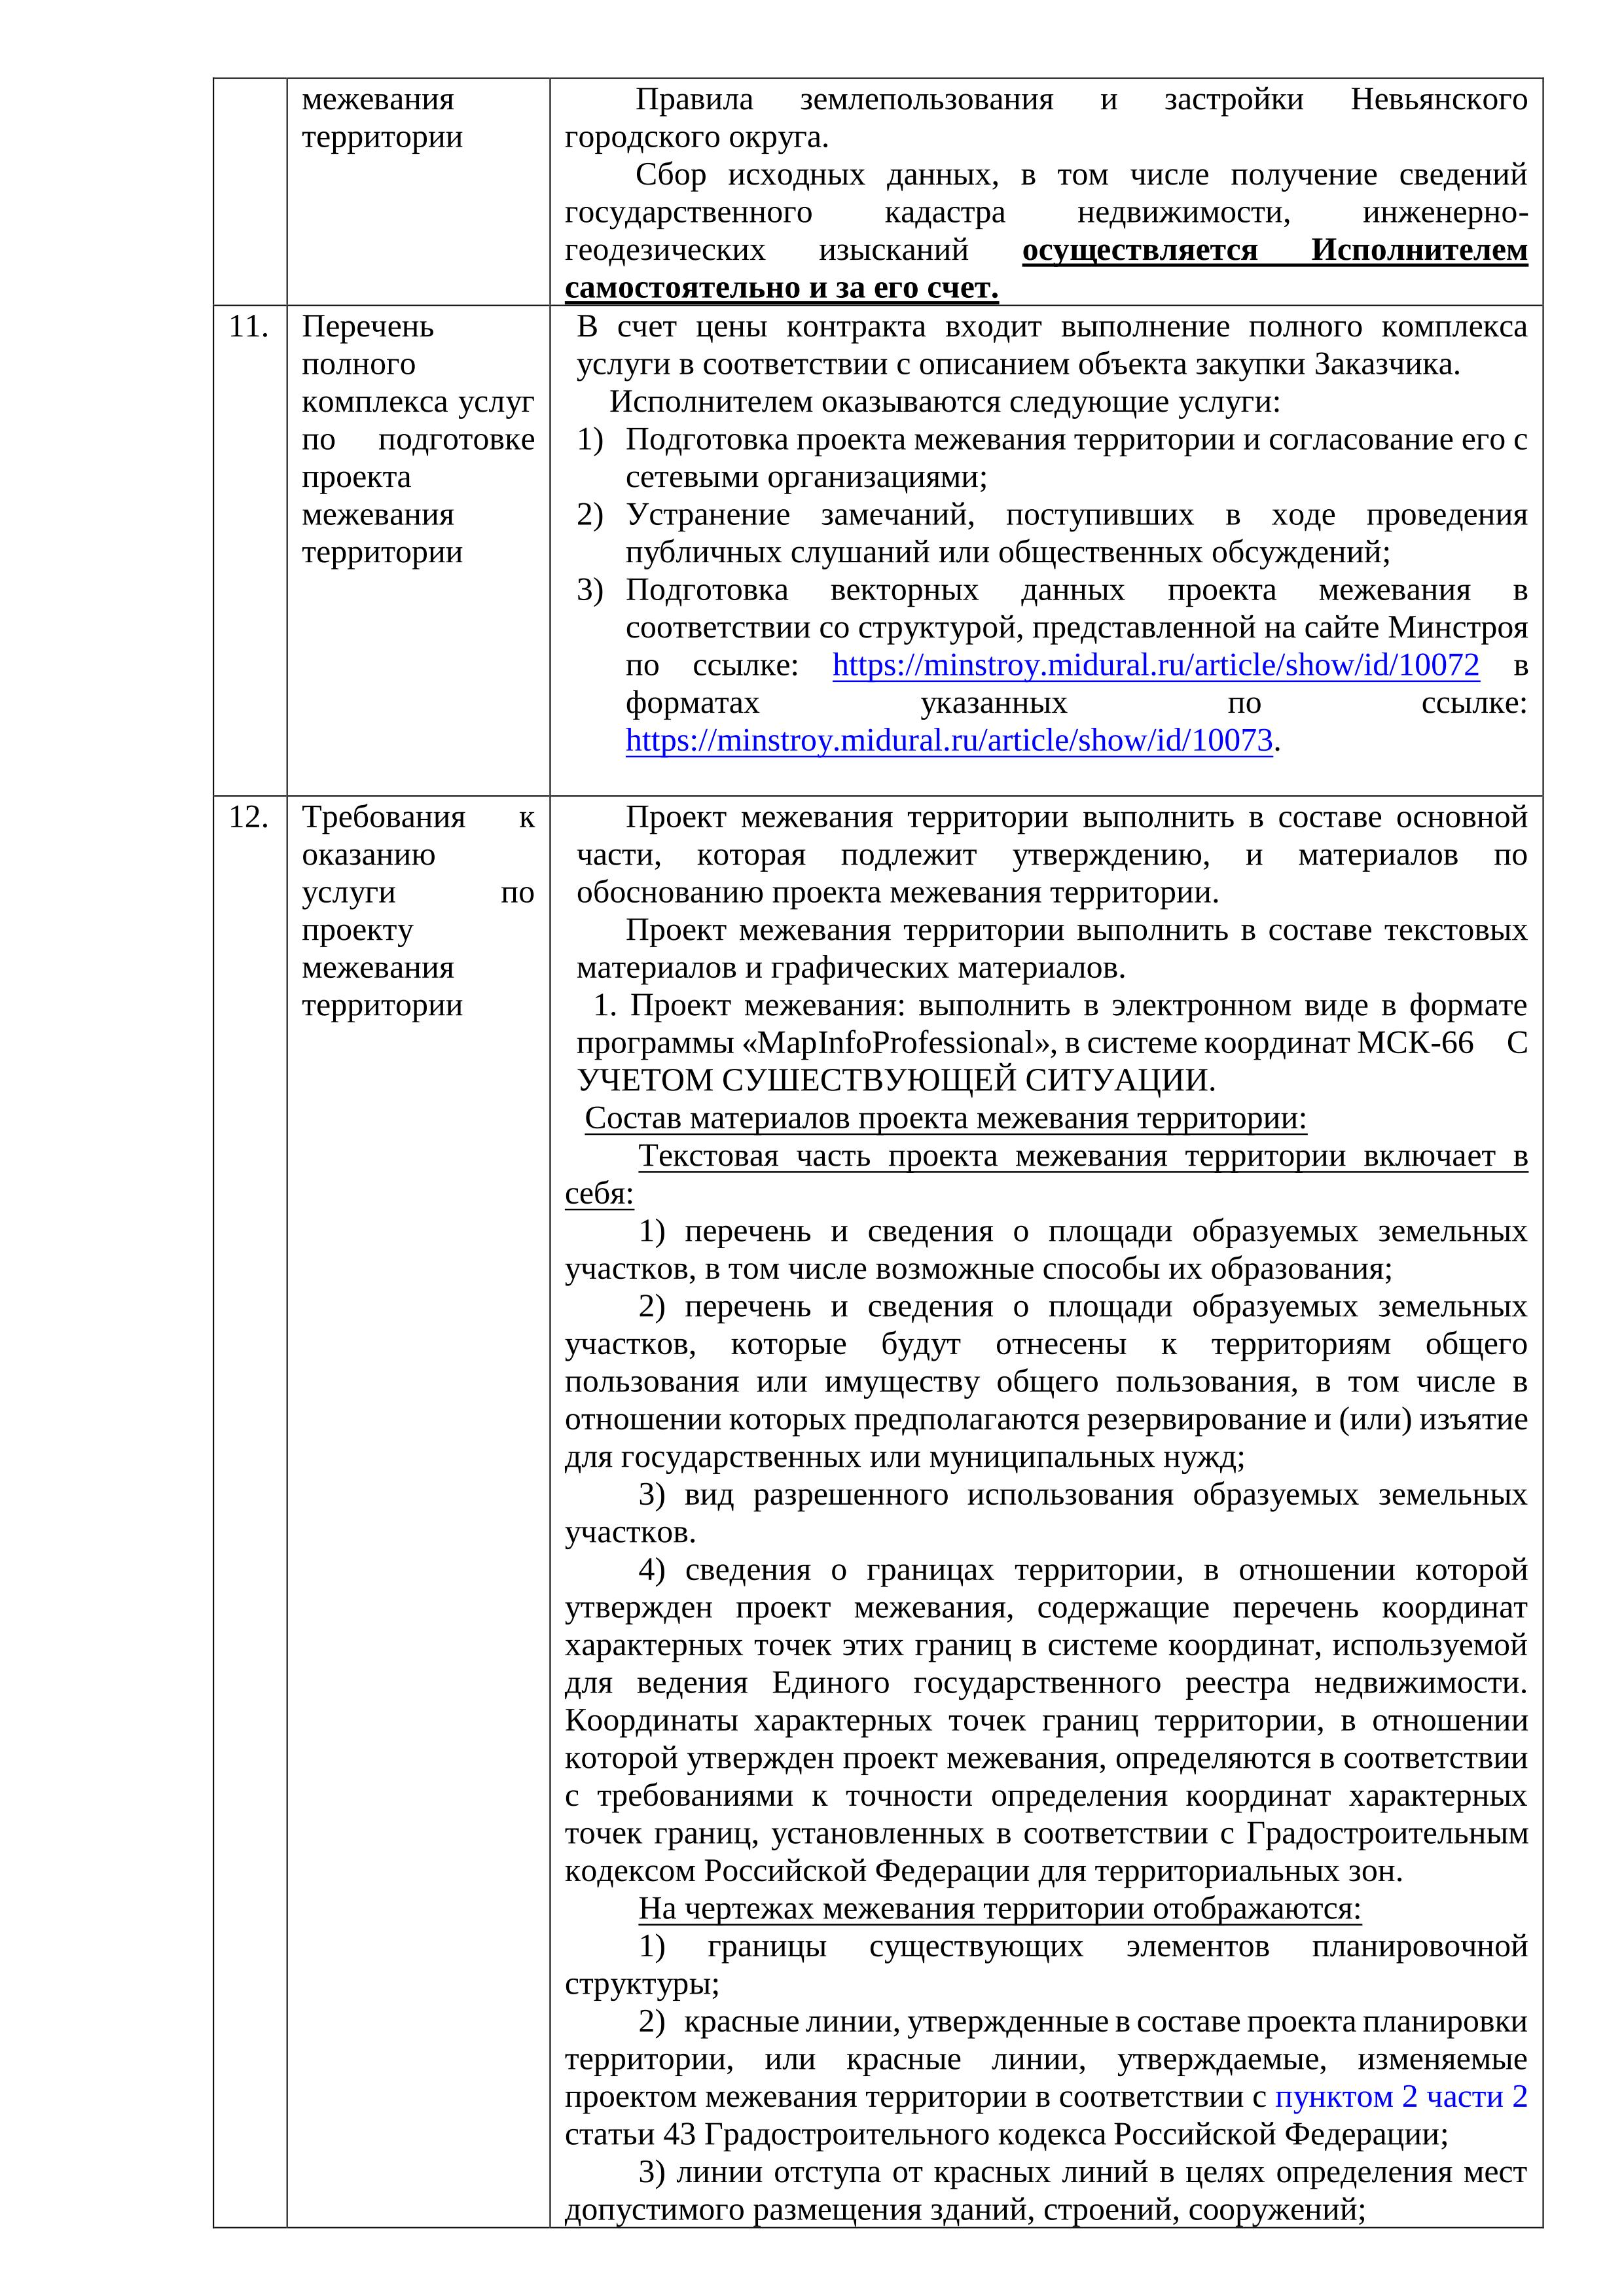 межевания
территории
Правила землепользования и застройки Невьянского
городского округа.
Сбор исходных данных, в том числе получение сведений
государственного кадастра недвижимости, инженерно-
геодезических изысканий осуществляется Исполнителем
самостоятельно и за его счет.
11.
Перечень
полного
комплекса услуг
по подготовке
проекта
межевания
территории
В счет цены контракта входит выполнение полного комплекса
услуги в соответствии с описанием объекта закупки Заказчика.
Исполнителем оказываются следующие услуги:
1) Подготовка проекта межевания территории и согласование его с
сетевыми организациями;
2) Устранение замечаний, поступивших в ходе проведения
публичных слушаний или общественных обсуждений;
3) Подготовка векторных данных проекта межевания в
соответствии со структурой, представленной на сайте Минстроя
по ссылке: https://minstroy.midural.ru/article/show/id/10072 в
форматах указанных по ссылке:
https://minstroy.midural.ru/article/show/id/10073.
12.
Требования к
оказанию
услуги по
проекту
межевания
территории
Проект межевания территории выполнить в составе основной
части, которая подлежит утверждению, и материалов по
обоснованию проекта межевания территории.
Проект межевания территории выполнить в составе текстовых
материалов и графических материалов.
1. Проект межевания: выполнить в электронном виде в формате
программы «MapInfoProfessional», в системе координат МСК-66 С
УЧЕТОМ СУШЕСТВУЮЩЕЙ СИТУАЦИИ.
Состав материалов проекта межевания территории:
Текстовая часть проекта межевания территории включает в
себя:
1) перечень и сведения о площади образуемых земельных
участков, в том числе возможные способы их образования;
2) перечень и сведения о площади образуемых земельных
участков, которые будут отнесены к территориям общего
пользования или имуществу общего пользования, в том числе в
отношении которых предполагаются резервирование и (или) изъятие
для государственных или муниципальных нужд;
3) вид разрешенного использования образуемых земельных
участков.
4) сведения о границах территории, в отношении которой
утвержден проект межевания, содержащие перечень координат
характерных точек этих границ в системе координат, используемой
для ведения Единого государственного реестра недвижимости.
Координаты характерных точек границ территории, в отношении
которой утвержден проект межевания, определяются в соответствии
с требованиями к точности определения координат характерных
точек границ, установленных в соответствии с Градостроительным
кодексом Российской Федерации для территориальных зон.
На чертежах межевания территории отображаются:
1) границы существующих элементов планировочной
структуры;
2) красные линии, утвержденные в составе проекта планировки
территории, или красные линии, утверждаемые, изменяемые
проектом межевания территории в соответствии с пунктом 2 части 2
статьи 43 Градостроительного кодекса Российской Федерации;
3) линии отступа от красных линий в целях определения мест
допустимого размещения зданий, строений, сооружений;